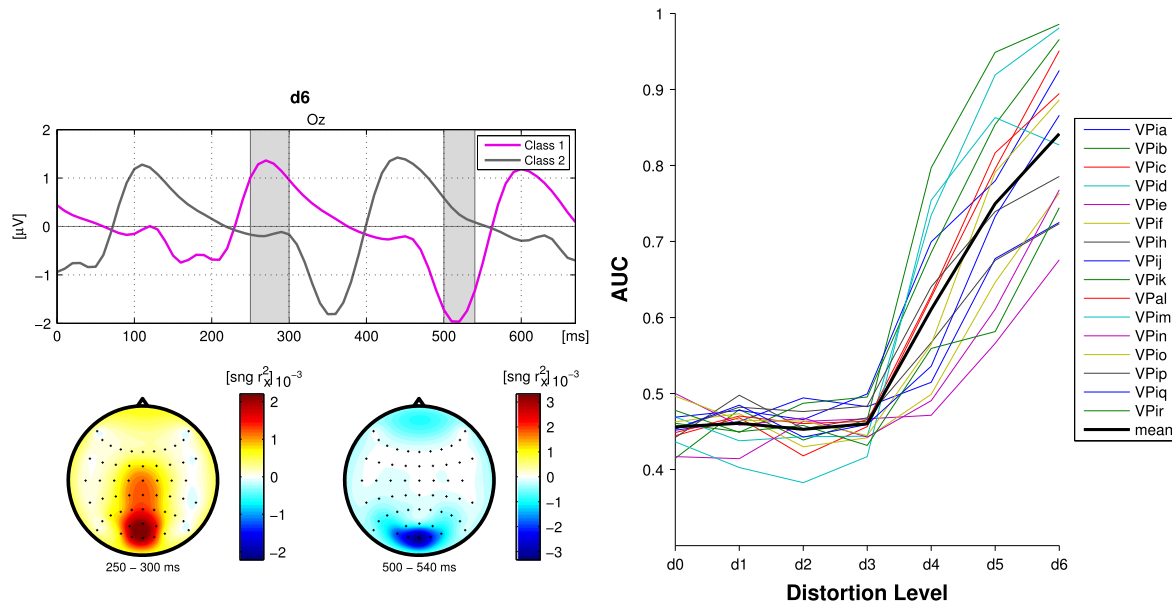 d6
Oz
[µV]
2
1
0
−1
−2
Class 1
Class 2
0 100 200 300 400 500 600 [ms]
[sng r²] x 10⁻³
2
1
0
−1
−2
250 − 300 ms
[sng r²] x 10⁻³
3
2
1
0
−1
−2
−3
500 − 540 ms
AUC
1
0.9
0.8
0.7
0.6
0.5
0.4
d0 d1 d2 d3 d4 d5 d6
Distortion Level
VPia
VPib
VPic
VPid
VPie
VPif
VPih
VPij
VPik
VPal
VPim
VPin
VPio
VPip
VPiq
VPir
mean